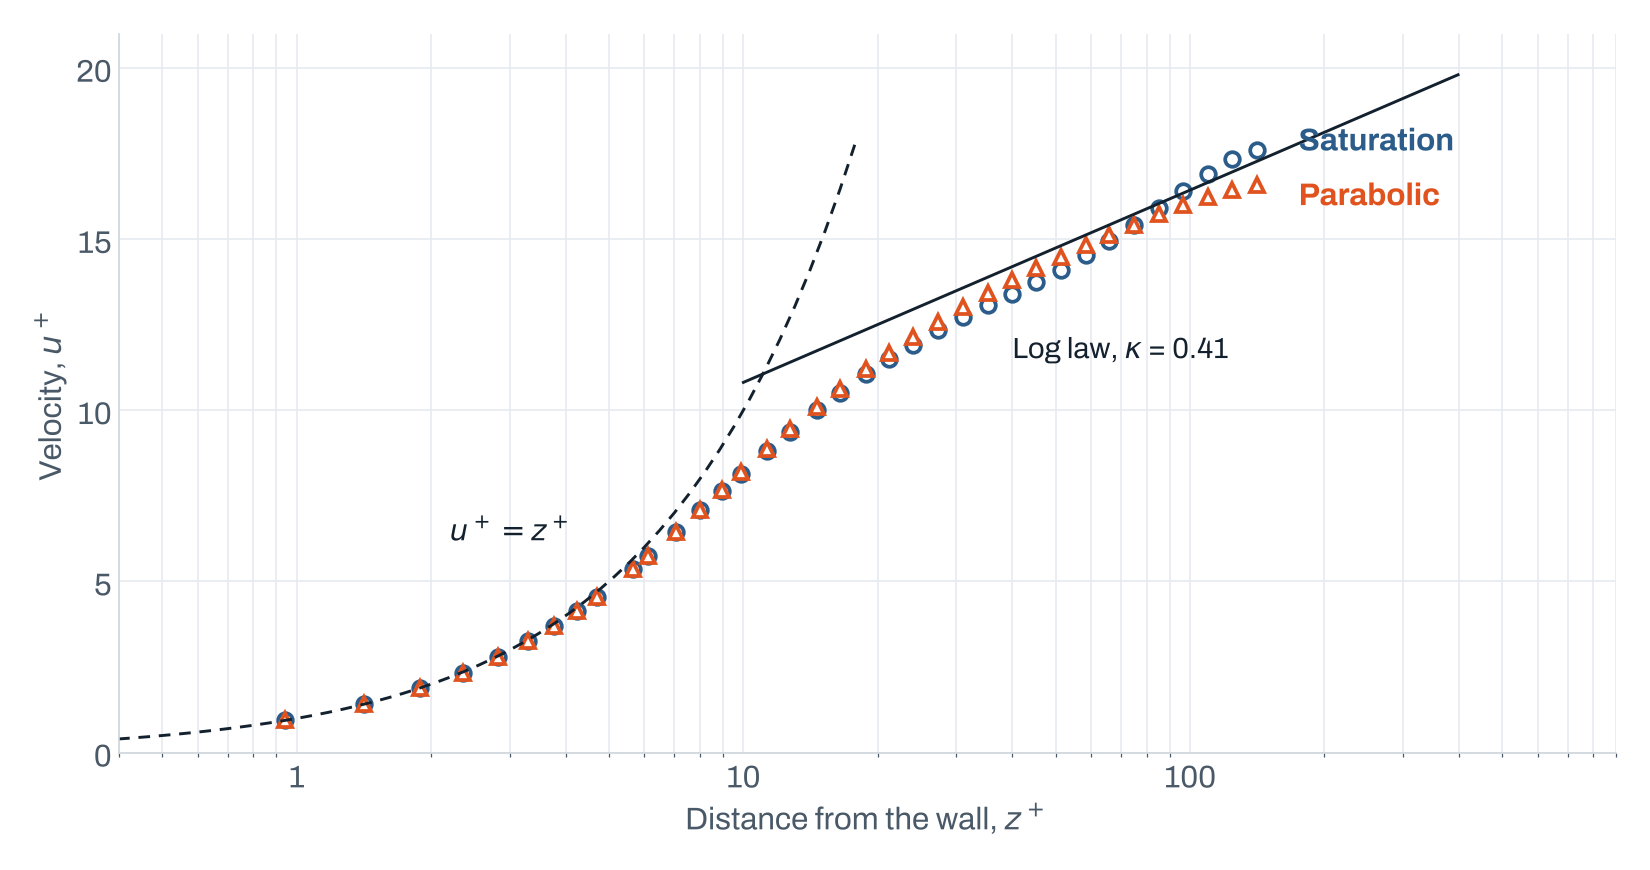 20
15
10
5
0
1
10
100
Velocity, u⁺
Distance from the wall, z⁺
u⁺ = z⁺
Log law, κ = 0.41
Saturation
Parabolic